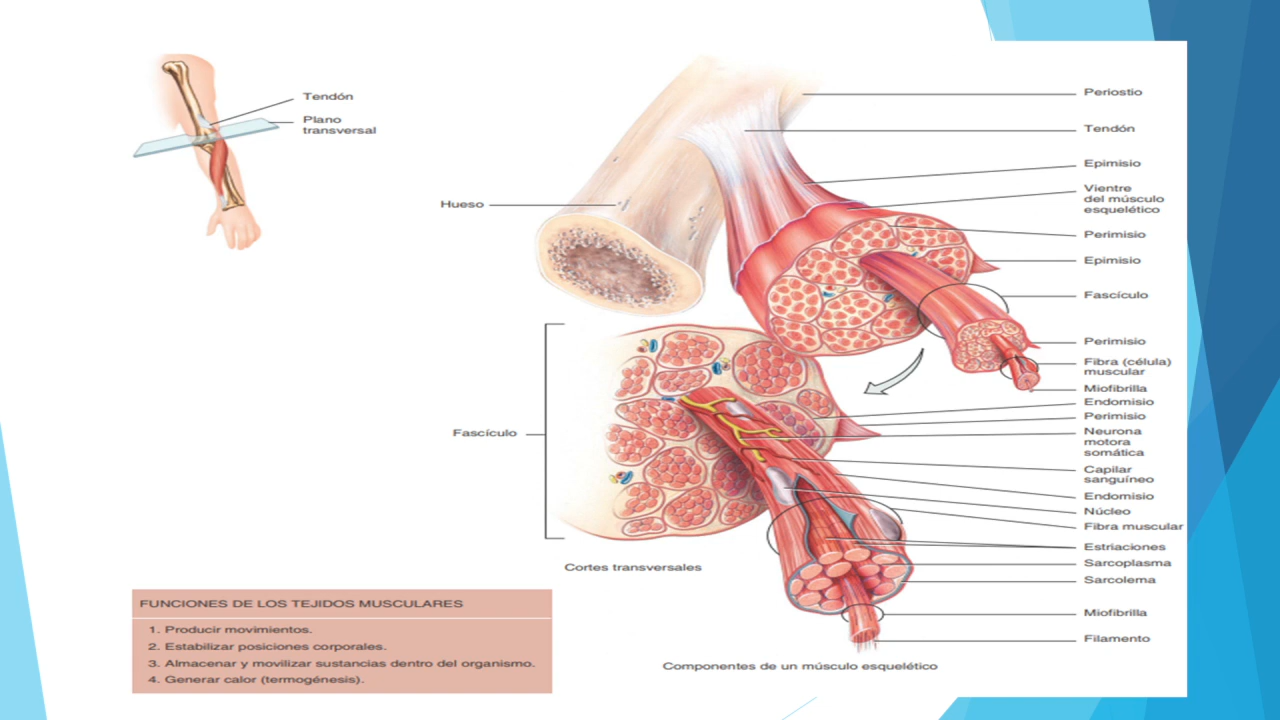 Tendón
Plano
transversal
Hueso
Periostio
Tendón
Epimisio
Vientre
del músculo
esquelético
Perimisio
Epimisio
Fascículo
Perimisio
Fibra (célula)
muscular
Miofibrilla
Endomisio
Perimisio
Neurona
motora
somática
Capilar
sanguíneo
Endomisio
Núcleo
Fibra muscular
Estriaciones
Sarcoplasma
Sarcolema
Miofibrilla
Filamento
Fascículo
Cortes transversales
Componentes de un músculo esquelético
FUNCIONES DE LOS TEJIDOS MUSCULARES
1. Producir movimientos.
2. Estabilizar posiciones corporales.
3. Almacenar y movilizar sustancias dentro del organismo.
4. Generar calor (termogénesis).